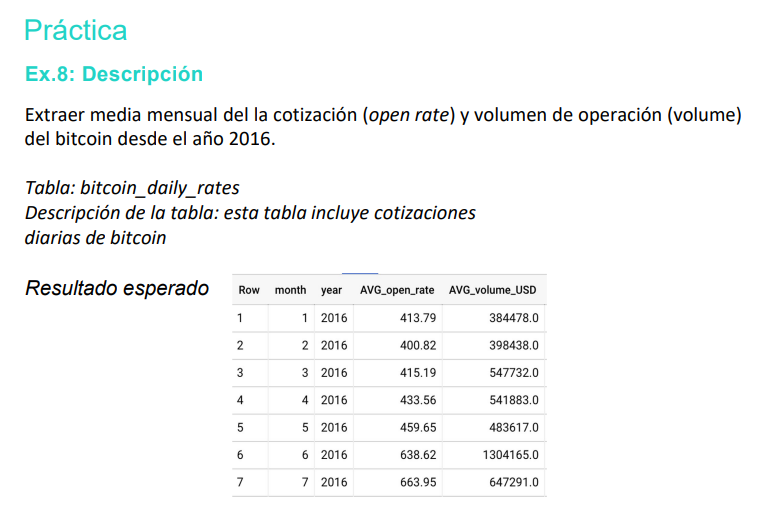 Práctica
Ex.8: Descripción
Extraer media mensual del la cotización (open rate) y volumen de operación (volume)
del bitcoin desde el año 2016.
Tabla: bitcoin_daily_rates
Descripción de la tabla: esta tabla incluye cotizaciones
diarias de bitcoin
Resultado esperado
Row month year AVG_open_rate AVG_volume_USD
1 1 2016 413.79 384478.0
2 2 2016 400.82 398438.0
3 3 2016 415.19 547732.0
4 4 2016 433.56 541883.0
5 5 2016 459.65 483617.0
6 6 2016 638.62 1304165.0
7 7 2016 663.95 647291.0